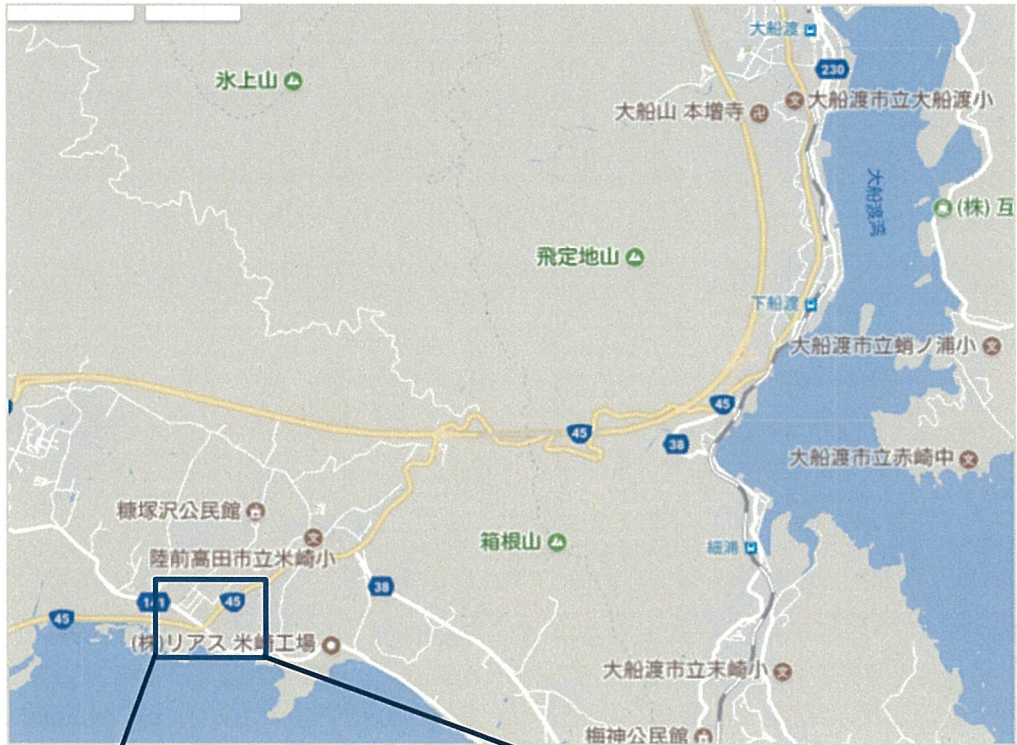 大船渡
230
氷上山
大船渡市立大船渡小
大船山 本増寺
大船渡湾
(株) 互
飛定地山
下船渡
大船渡市立蛸ノ浦小
45
45
38
大船渡市立赤崎中
糠塚沢公民館
箱根山
細浦
陸前高田市立米崎小
38
141
45
45
(株)リアス 米崎工場
大船渡市立末崎小
梅神公民館